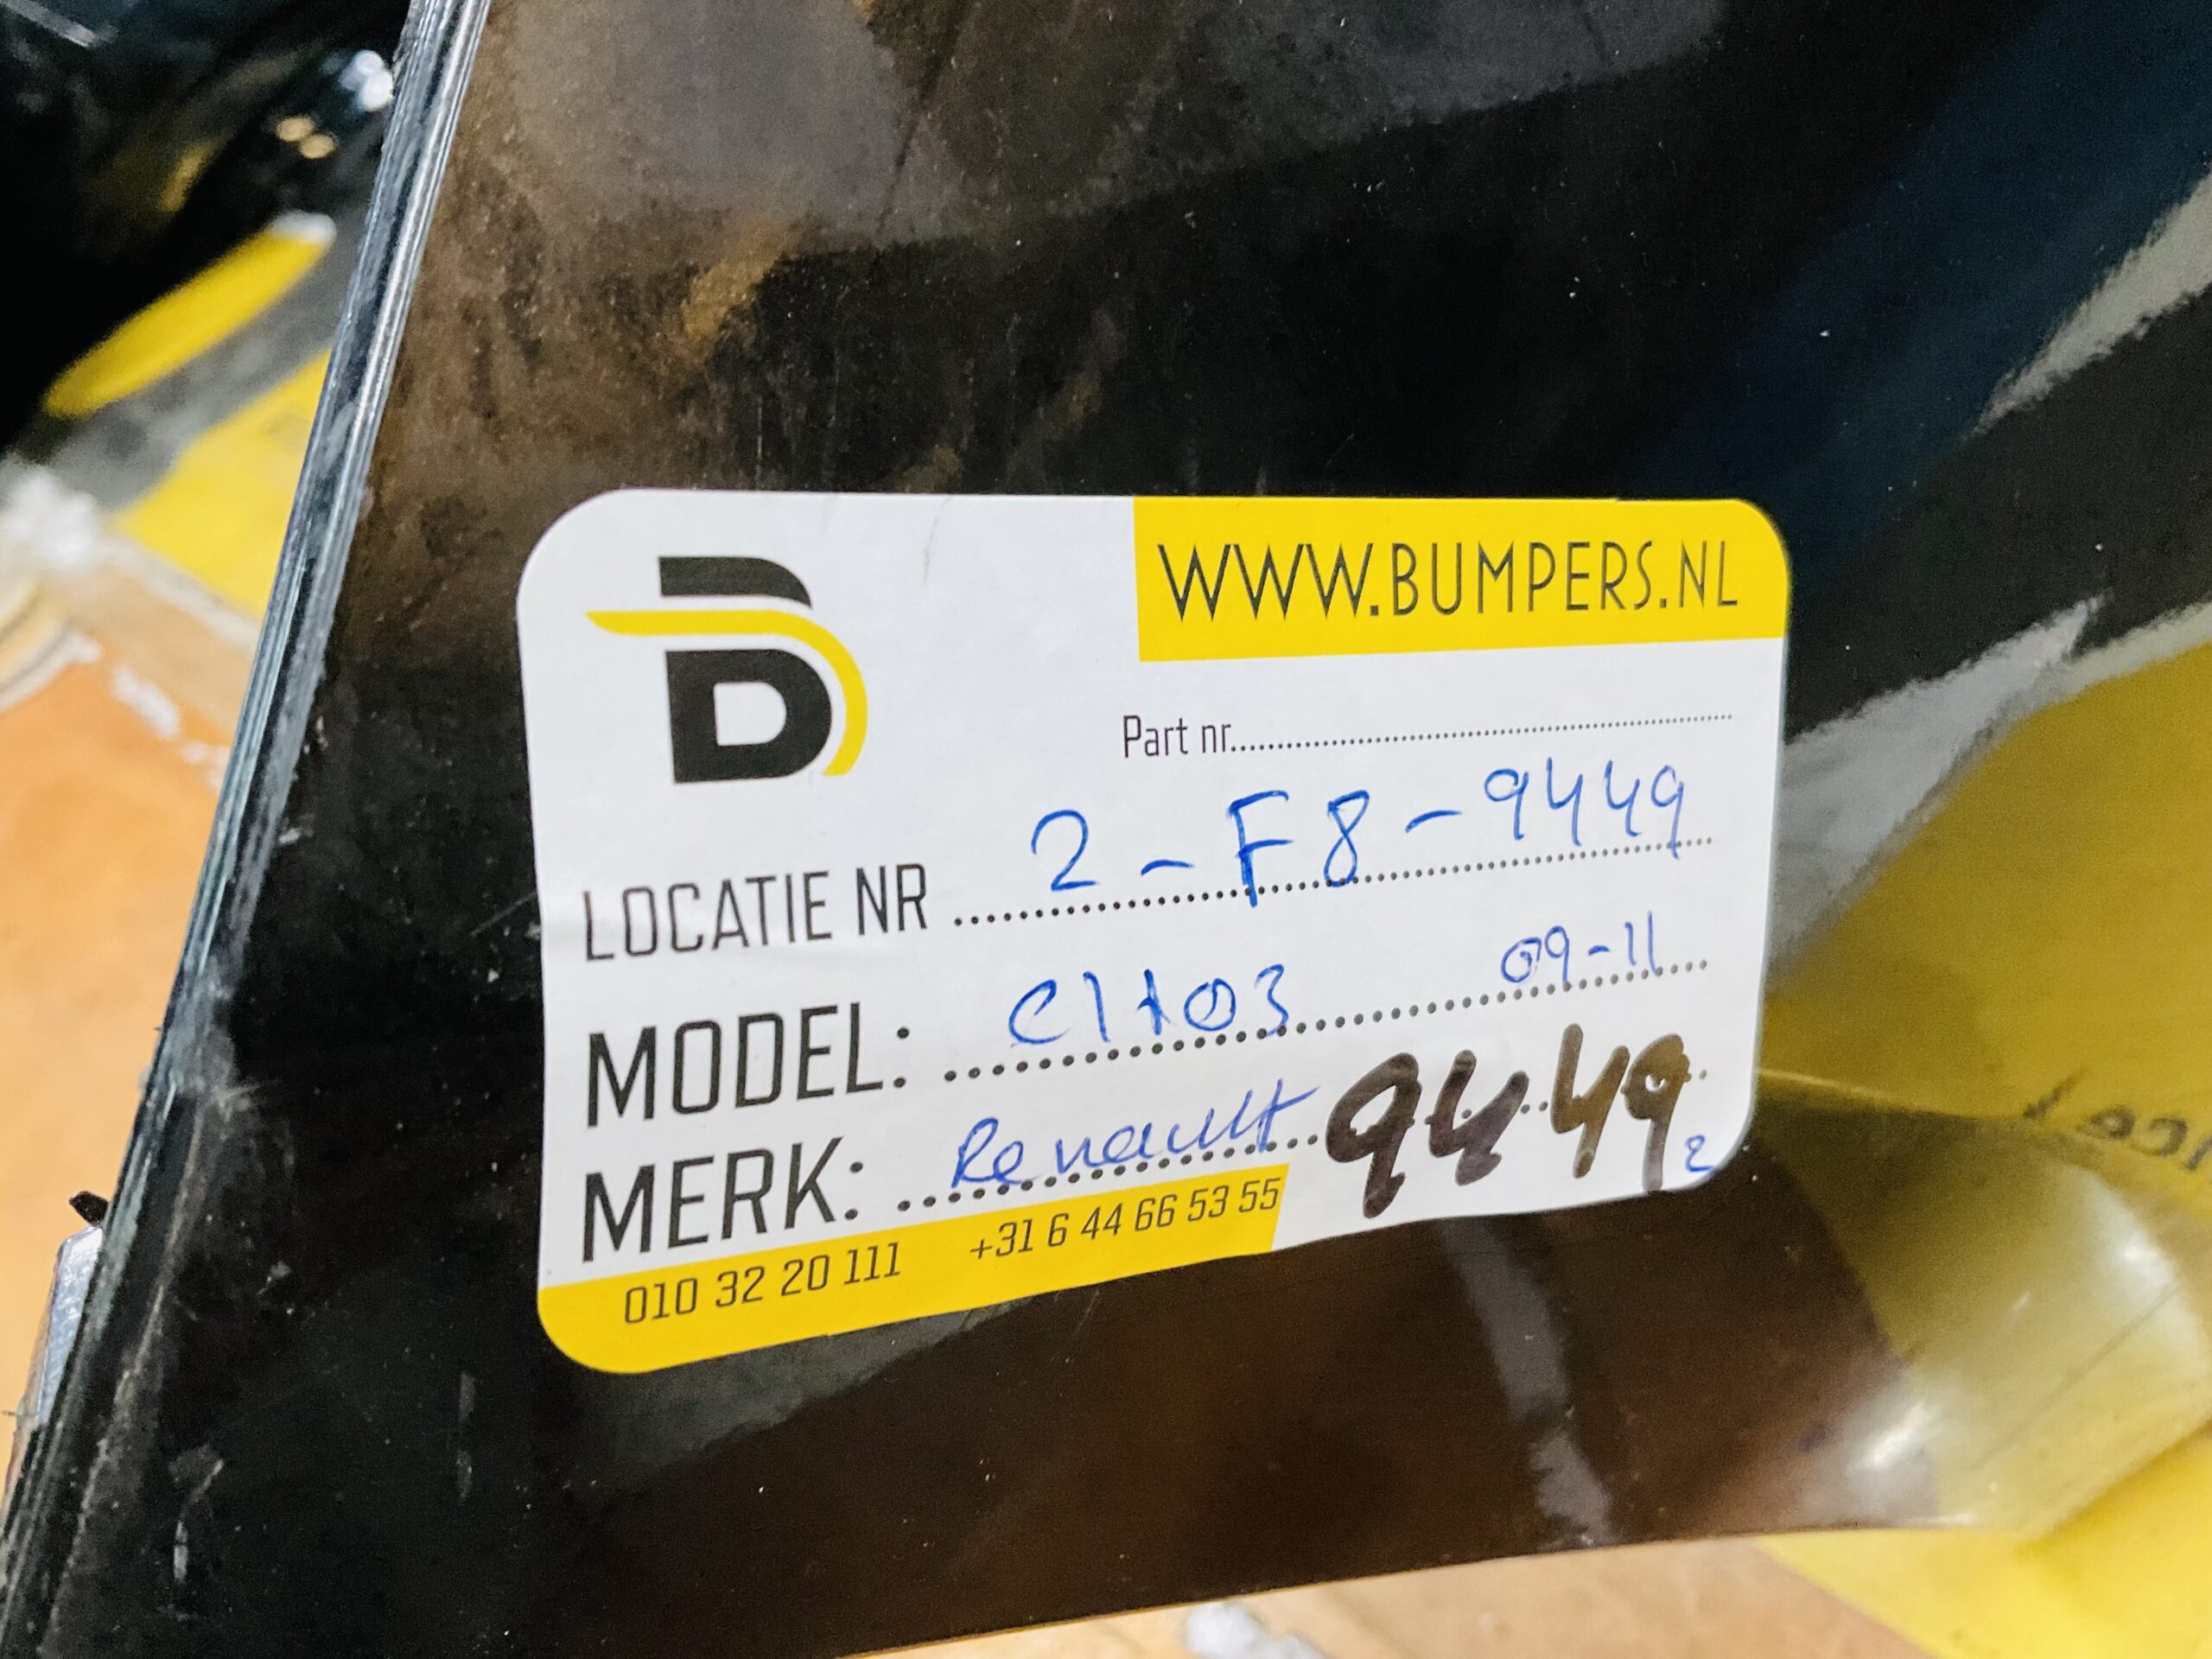 WWW.BUMPERS.NL
Part nr..........
LOCATIE NR 2-F8-9449
MODEL: Clio3 09-11
MERK: Renault 9449 2
010 32 20 111 +31 6 44 66 53 55